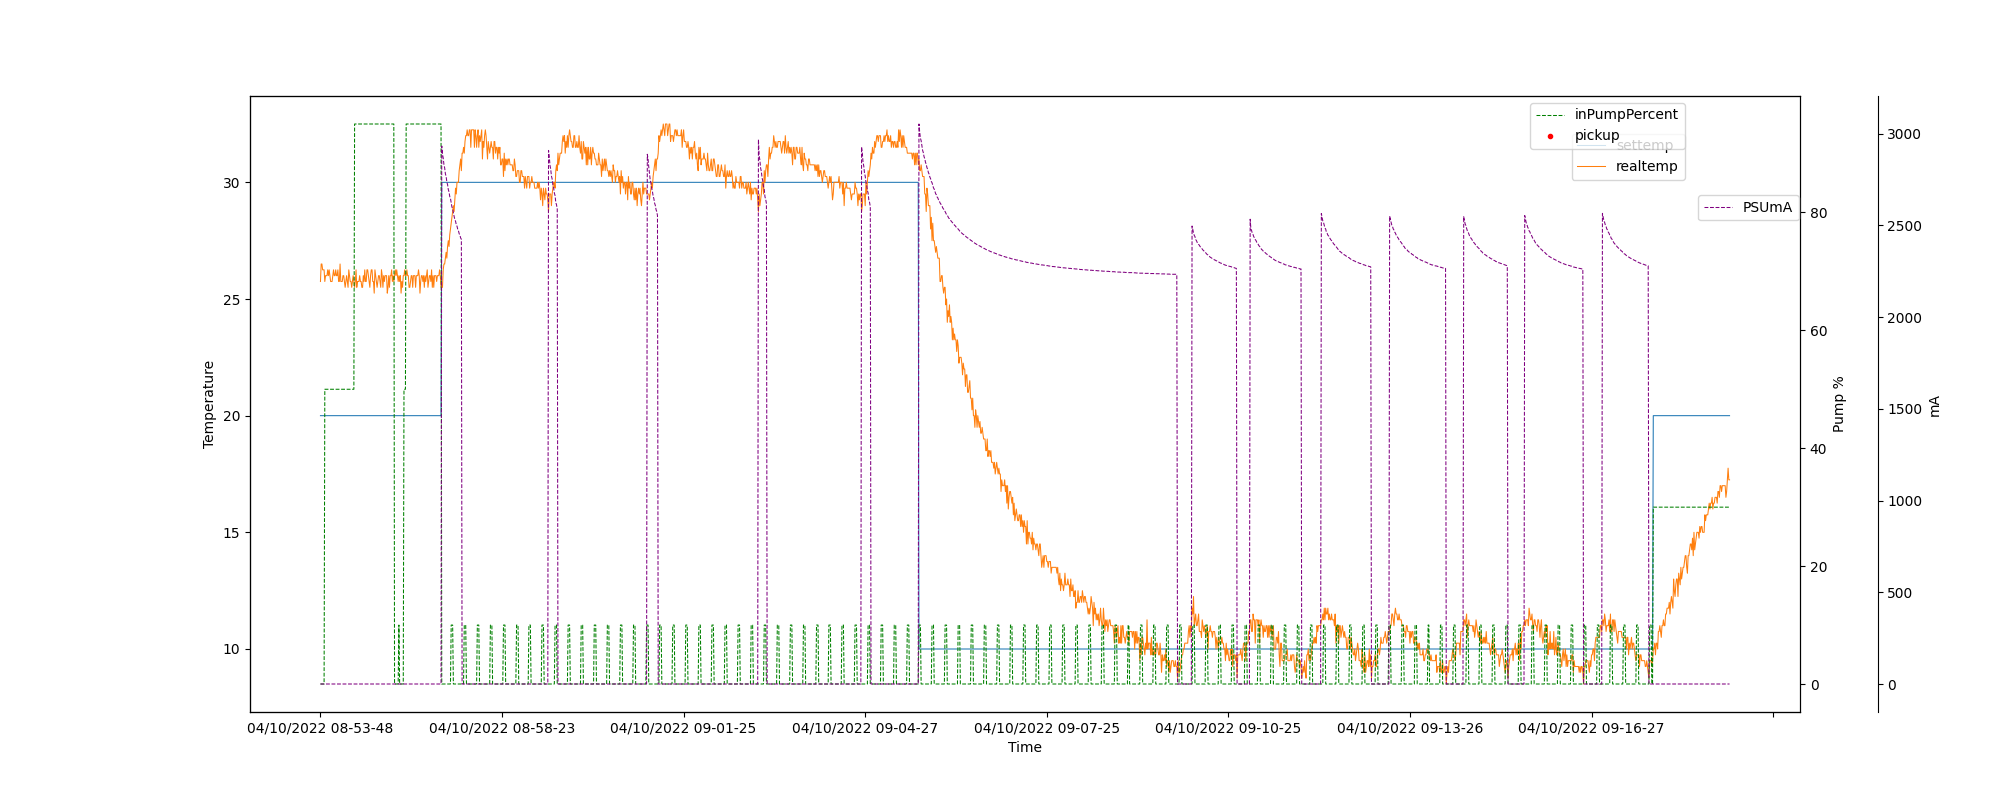 inPumpPercent
pickup
settemp
realtemp
PSUmA
30
25
20
15
10
Temperature
80
60
40
20
0
Pump %
3000
2500
2000
1500
1000
500
0
mA
04/10/2022 08-53-48
04/10/2022 08-58-23
04/10/2022 09-01-25
04/10/2022 09-04-27
04/10/2022 09-07-25
04/10/2022 09-10-25
04/10/2022 09-13-26
04/10/2022 09-16-27
Time